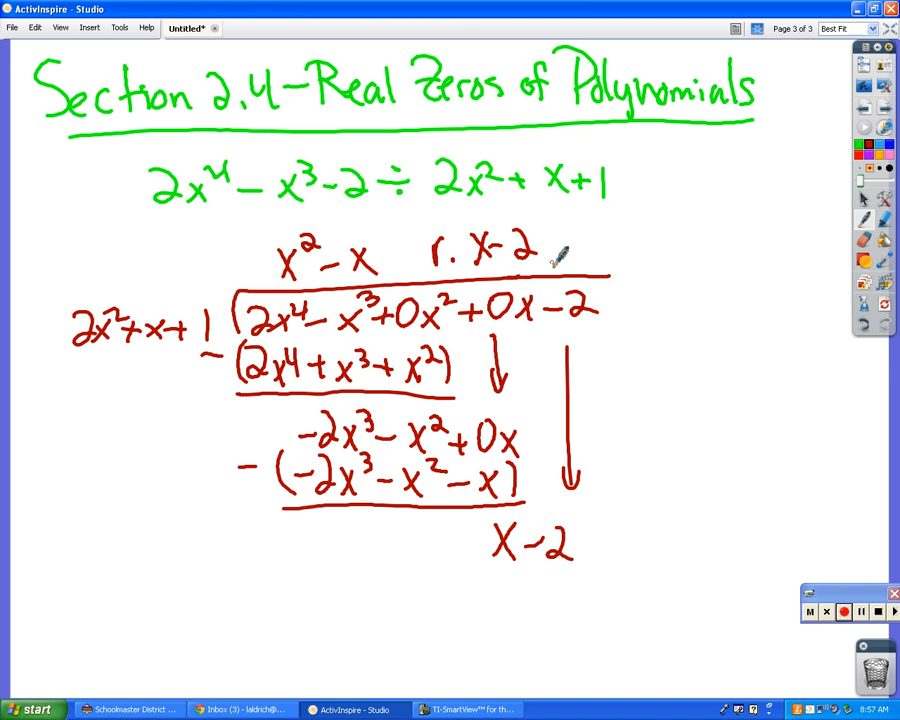 ActivInspire - Studio
File Edit View Insert Tools Help Untitled* Page 3 of 3 Best Fit
Section 2.4-Real Zeros of Polynomials
2x⁴ - x³ - 2 ÷ 2x² + x + 1
x² - x r. x - 2
2x² + x + 1 2x⁴ - x³ + 0x² + 0x - 2
- (2x⁴ + x³ + x²)
-2x³ - x² + 0x
- (-2x³ - x² - x)
x - 2
M
start Schoolmaster District ... Inbox (3) - laldrich@... ActivInspire - Studio TI-SmartView™ for th... 8:57 AM